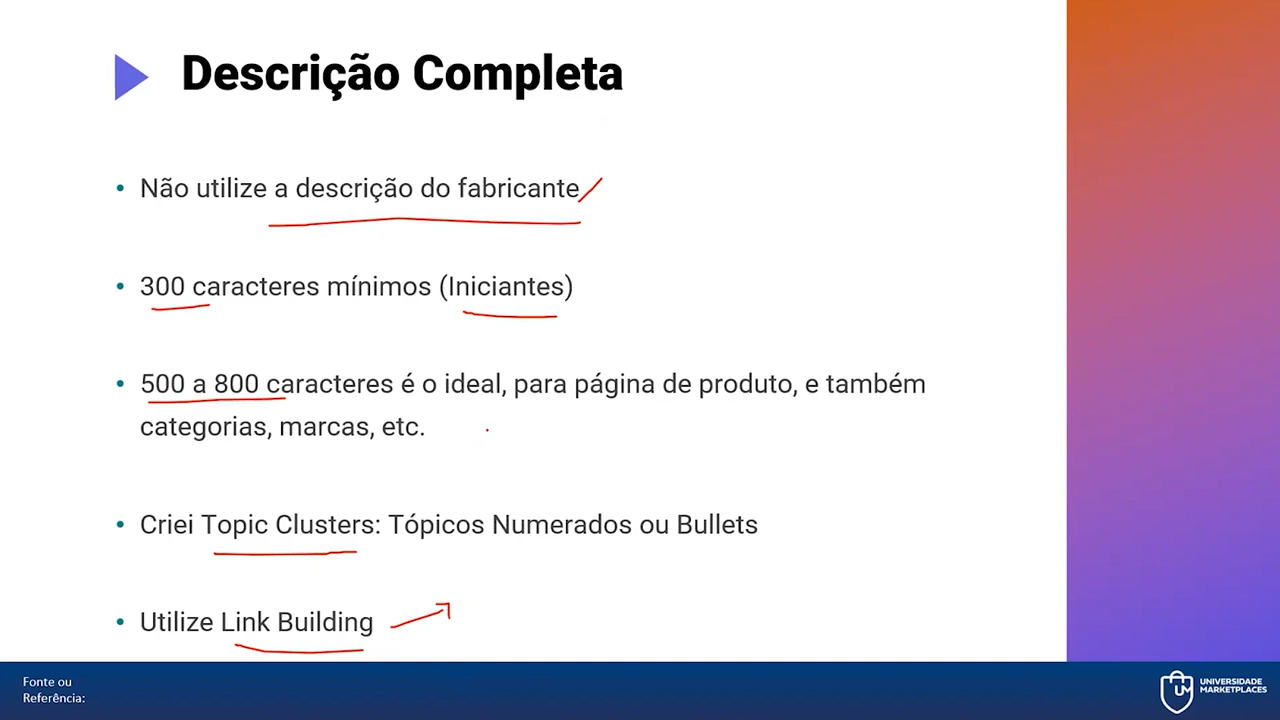 Descrição Completa
• Não utilize a descrição do fabricante
• 300 caracteres mínimos (Iniciantes)
• 500 a 800 caracteres é o ideal, para página de produto, e também
categorias, marcas, etc.
• Criei Topic Clusters: Tópicos Numerados ou Bullets
• Utilize Link Building
Fonte ou
Referência:
UM
UNIVERSIDADE
MARKETPLACES